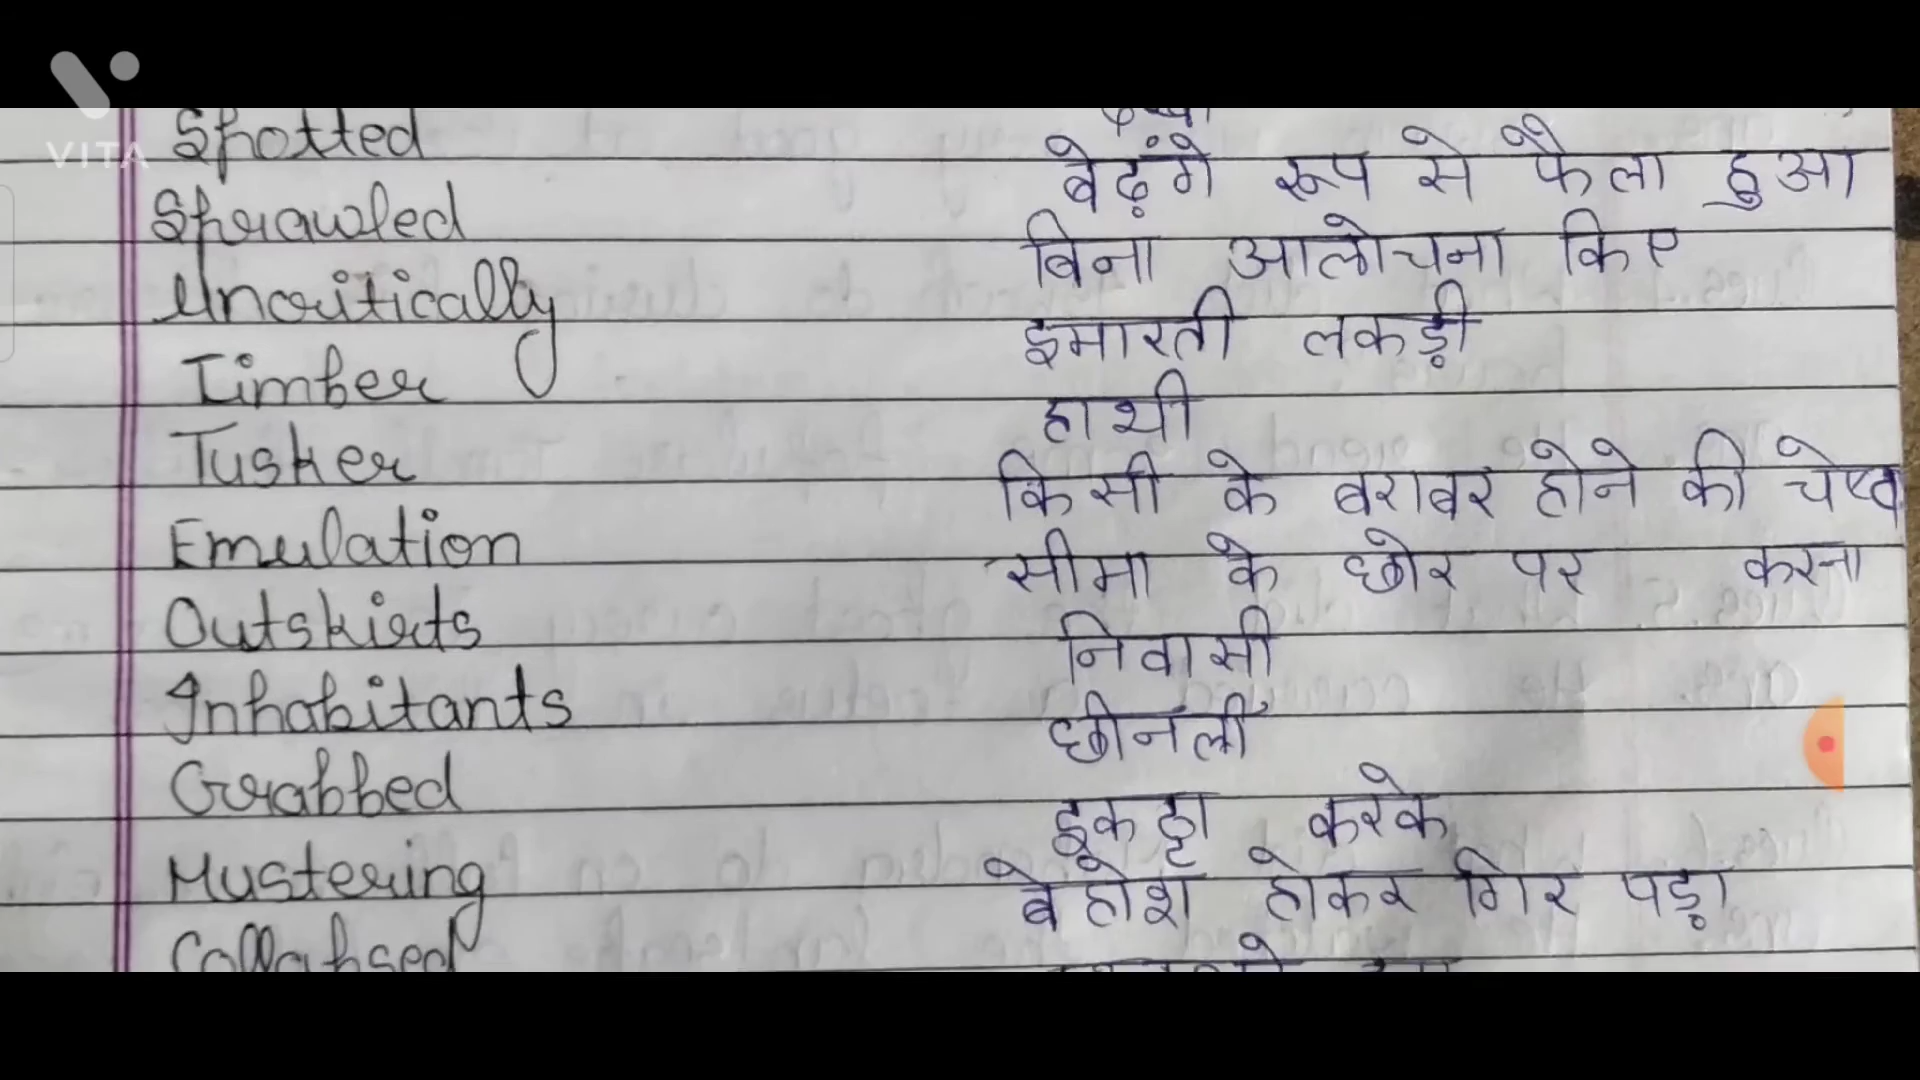 VITA
Spotted
Sprawled बेढ़ंगे रूप से फैला हुआ
Uncritically बिना आलोचना किए
Timber इमारती लकड़ी
Tusker हाथी
Emulation किसी के बराबर होने की चेष्टा
Outskirts सीमा के छोर पर करना
Inhabitants निवासी
Grabbed छीनली
Mustering इकट्ठा करके
Collapsed बेहोश होकर गिर पड़ा